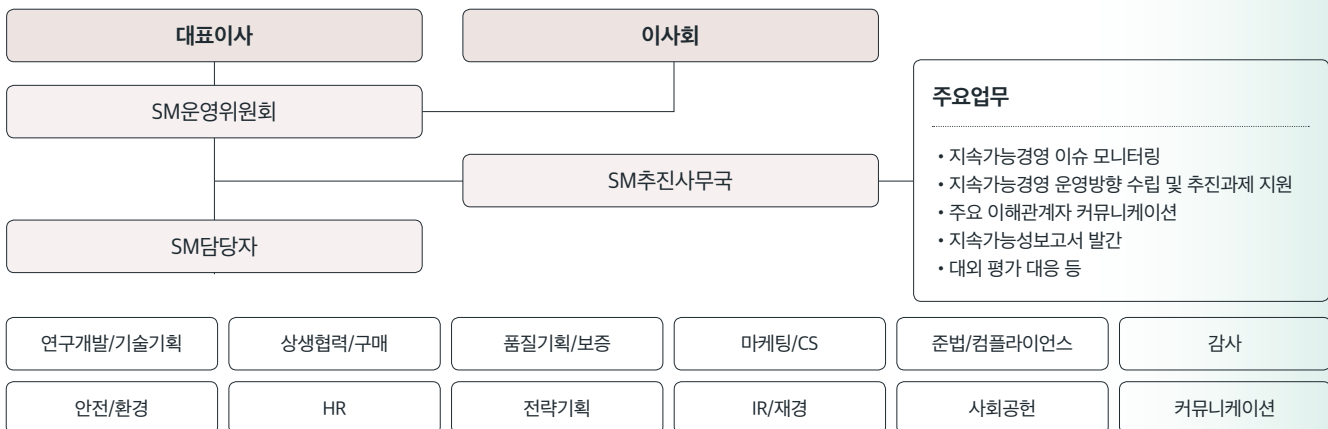 대표이사
이사회
SM운영위원회
SM추진사무국
SM담당자
주요업무
• 지속가능경영 이슈 모니터링
• 지속가능경영 운영방향 수립 및 추진과제 지원
• 주요 이해관계자 커뮤니케이션
• 지속가능성보고서 발간
• 대외 평가 대응 등
연구개발/기술기획
상생협력/구매
품질기획/보증
마케팅/CS
준법/컴플라이언스
감사
안전/환경
HR
전략기획
IR/재경
사회공헌
커뮤니케이션